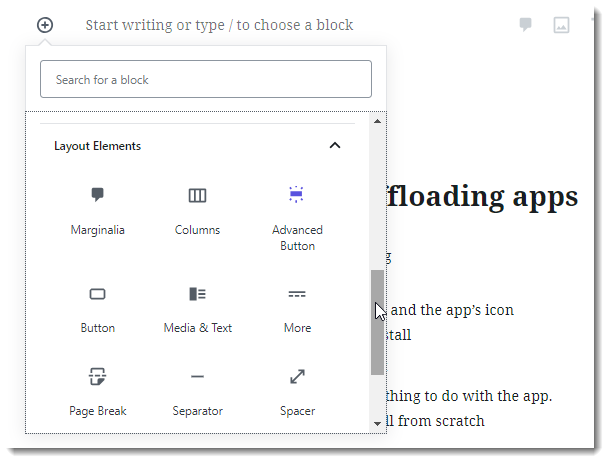 Start writing or type / to choose a block
Search for a block
Layout Elements
Marginalia
Columns
Advanced
Button
Button
Media & Text
More
Page Break
Separator
Spacer
floading apps
and the app's icon
stall
thing to do with the app.
ll from scratch